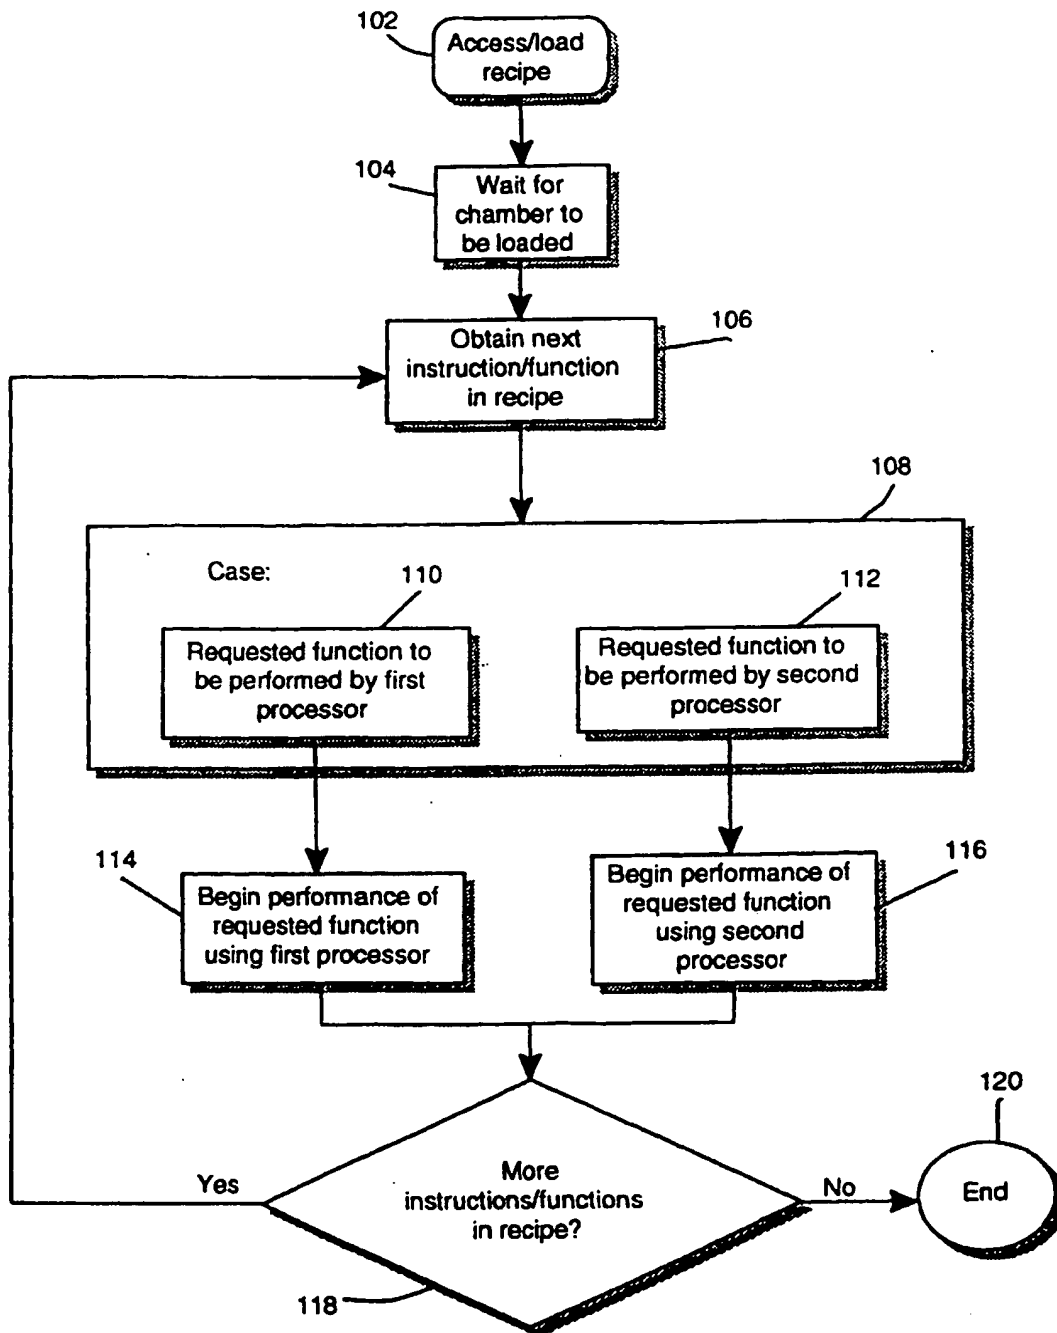 102
Access/load
recipe
104
Wait for
chamber to
be loaded
106
Obtain next
instruction/function
in recipe
108
Case:
110
112
Requested function to
be performed by first
processor
Requested function to
be performed by second
processor
114
Begin performance of
requested function
using first processor
116
Begin performance of
requested function
using second
processor
120
Yes
More
instructions/functions
in recipe?
No
End
118